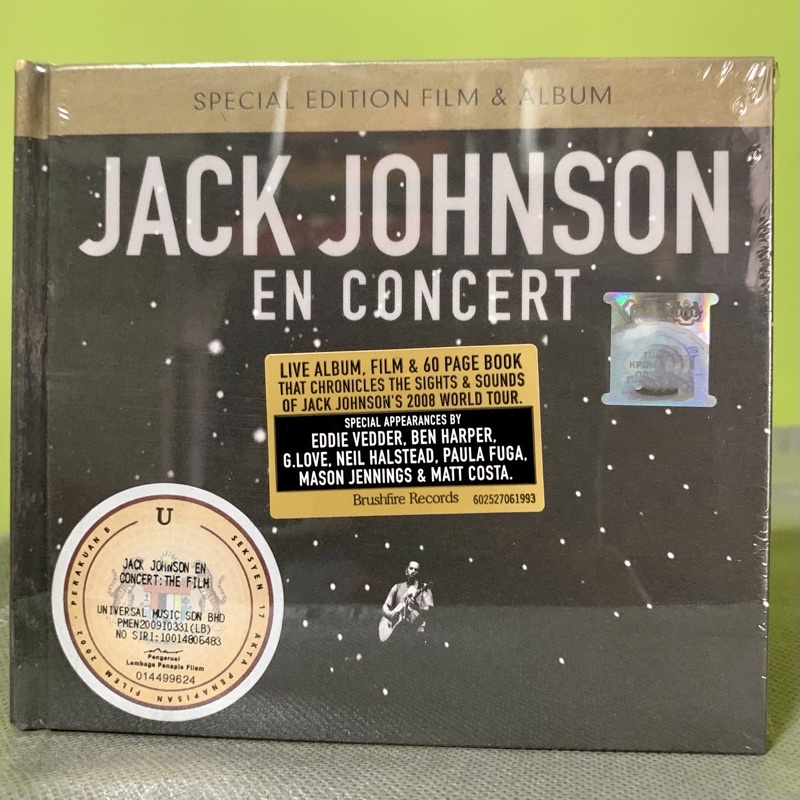 SPECIAL EDITION FILM & ALBUM
JACK JOHNSON
EN CONCERT
LIVE ALBUM, FILM & 60 PAGE BOOK
THAT CHRONICLES THE SIGHTS & SOUNDS
OF JACK JOHNSON'S 2008 WORLD TOUR.
SPECIAL APPEARANCES BY
EDDIE VEDDER, BEN HARPER,
G.LOVE, NEIL HALSTEAD, PAULA FUGA,
MASON JENNINGS & MATT COSTA.
Brushfire Records 602527061993
U
PERAKUAN B SEKSYEN 17 AKTA PENAPISAN FILEM 2002
JACK JOHNSON EN
CONCERT:THE FILM
UNIVERSAL MUSIC SDN BHD
PMEN200910331(LB)
NO SIRI:10014806483
Pengerusi
Lembaga Penapis Filem
014499624